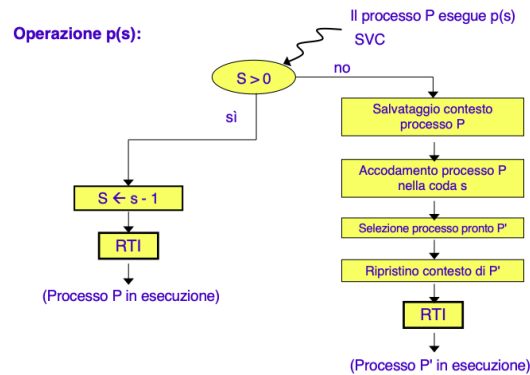 Operazione p(s):
Il processo P esegue p(s)
SVC
S > 0
no
sì
Salvataggio contesto
processo P
Accodamento processo P
nella coda s
S ← s - 1
Selezione processo pronto P'
RTI
Ripristino contesto di P'
(Processo P in esecuzione)
RTI
(Processo P' in esecuzione)